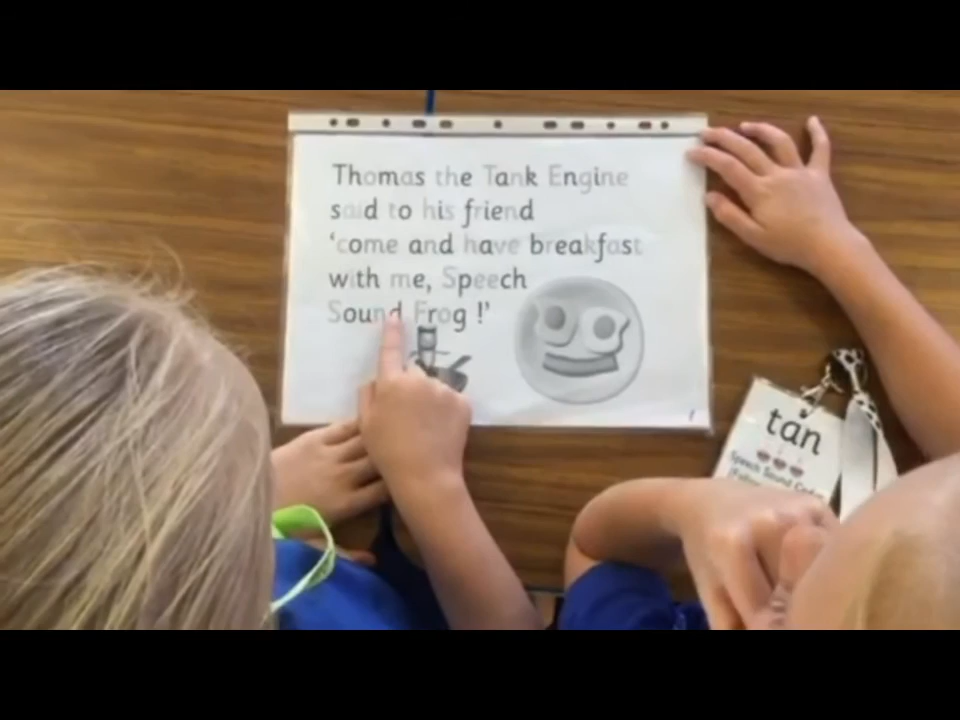 Thomas the Tank Engine
said to his friend
‘come and have breakfast
with me, Speech
Sound Frog !’
1
tan
Speech Sound